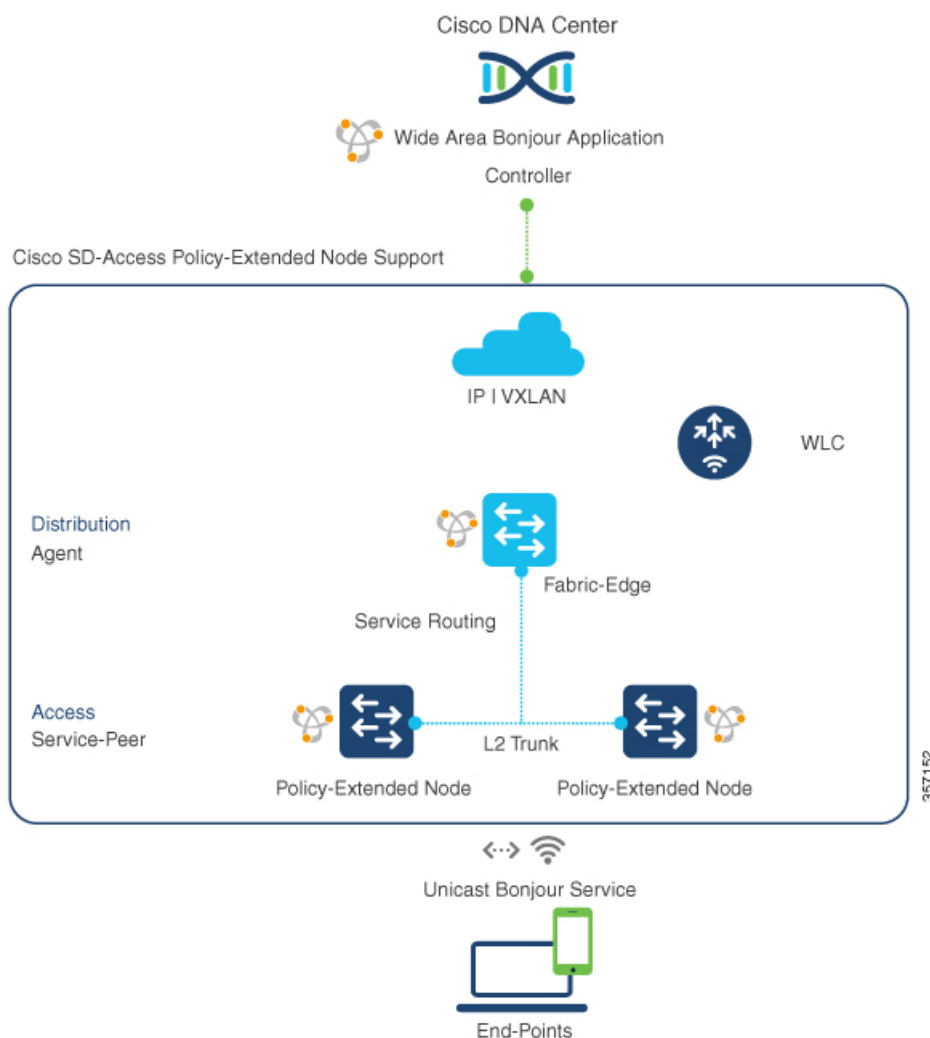 Cisco DNA Center
Wide Area Bonjour Application
Controller
Cisco SD-Access Policy-Extended Node Support
IP | VXLAN
WLC
Distribution
Agent
Fabric-Edge
Service Routing
Access
Service-Peer
L2 Trunk
Policy-Extended Node
Policy-Extended Node
357152
Unicast Bonjour Service
End-Points